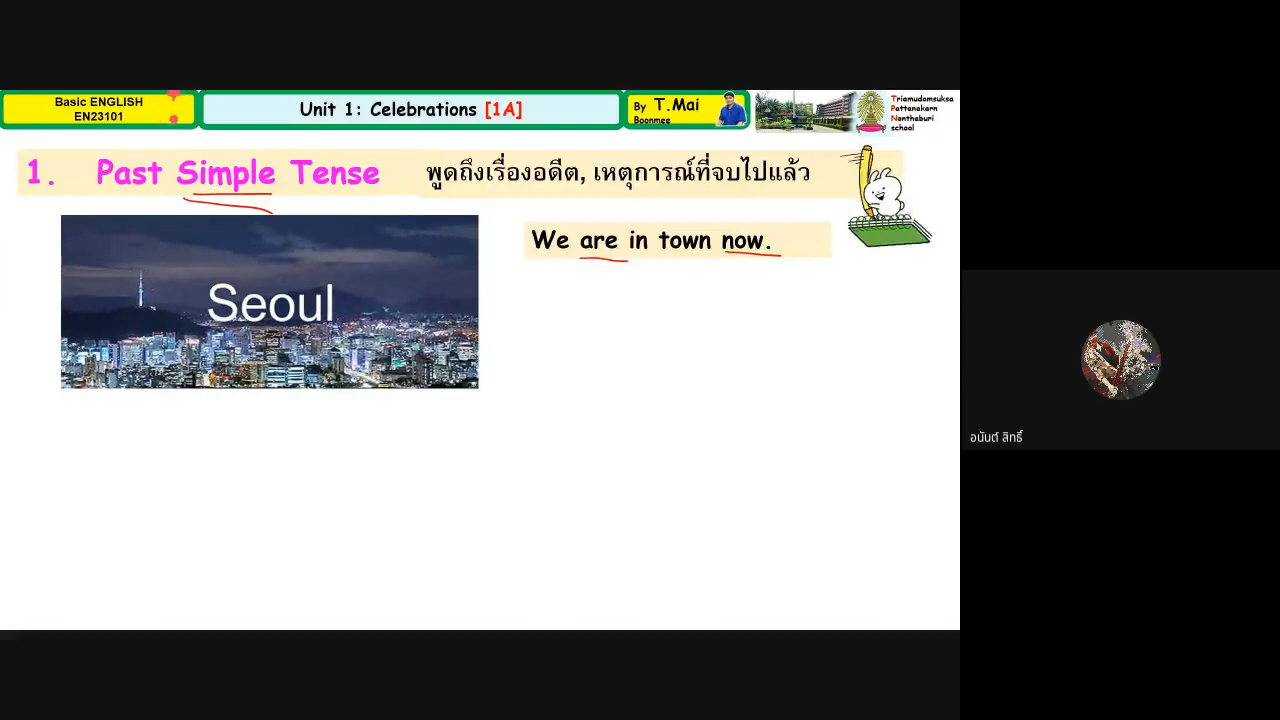 Basic ENGLISH
EN23101
Unit 1: Celebrations [1A]
By T.Mai
Boonmee
Triamudomsuksa
Pattanakarn
Nonthaburi
school
1. Past Simple Tense พูดถึงเรื่องอดีต, เหตุการณ์ที่จบไปแล้ว
We are in town now.
Seoul
อนันต์ สิทธิ์